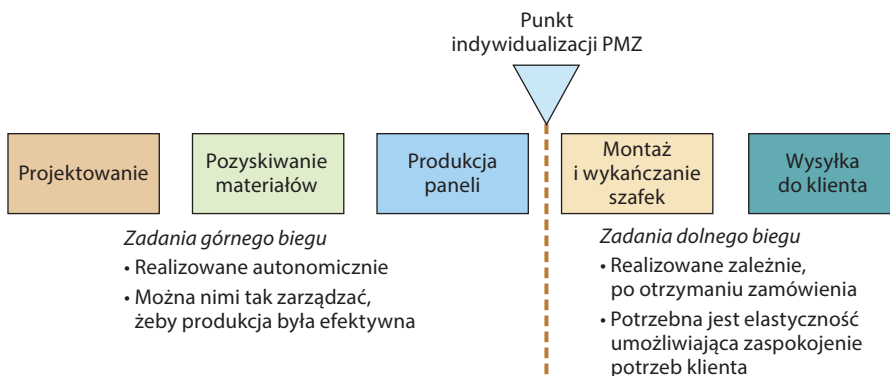 Punkt
indywidualizacji PMZ
Projektowanie
Pozyskiwanie
materiałów
Produkcja
paneli
Montaż
i wykańczanie
szafek
Wysyłka
do klienta
Zadania górnego biegu
• Realizowane autonomicznie
• Można nimi tak zarządzać,
żeby produkcja była efektywna
Zadania dolnego biegu
• Realizowane zależnie,
po otrzymaniu zamówienia
• Potrzebna jest elastyczność
umożliwiająca zaspokojenie
potrzeb klienta